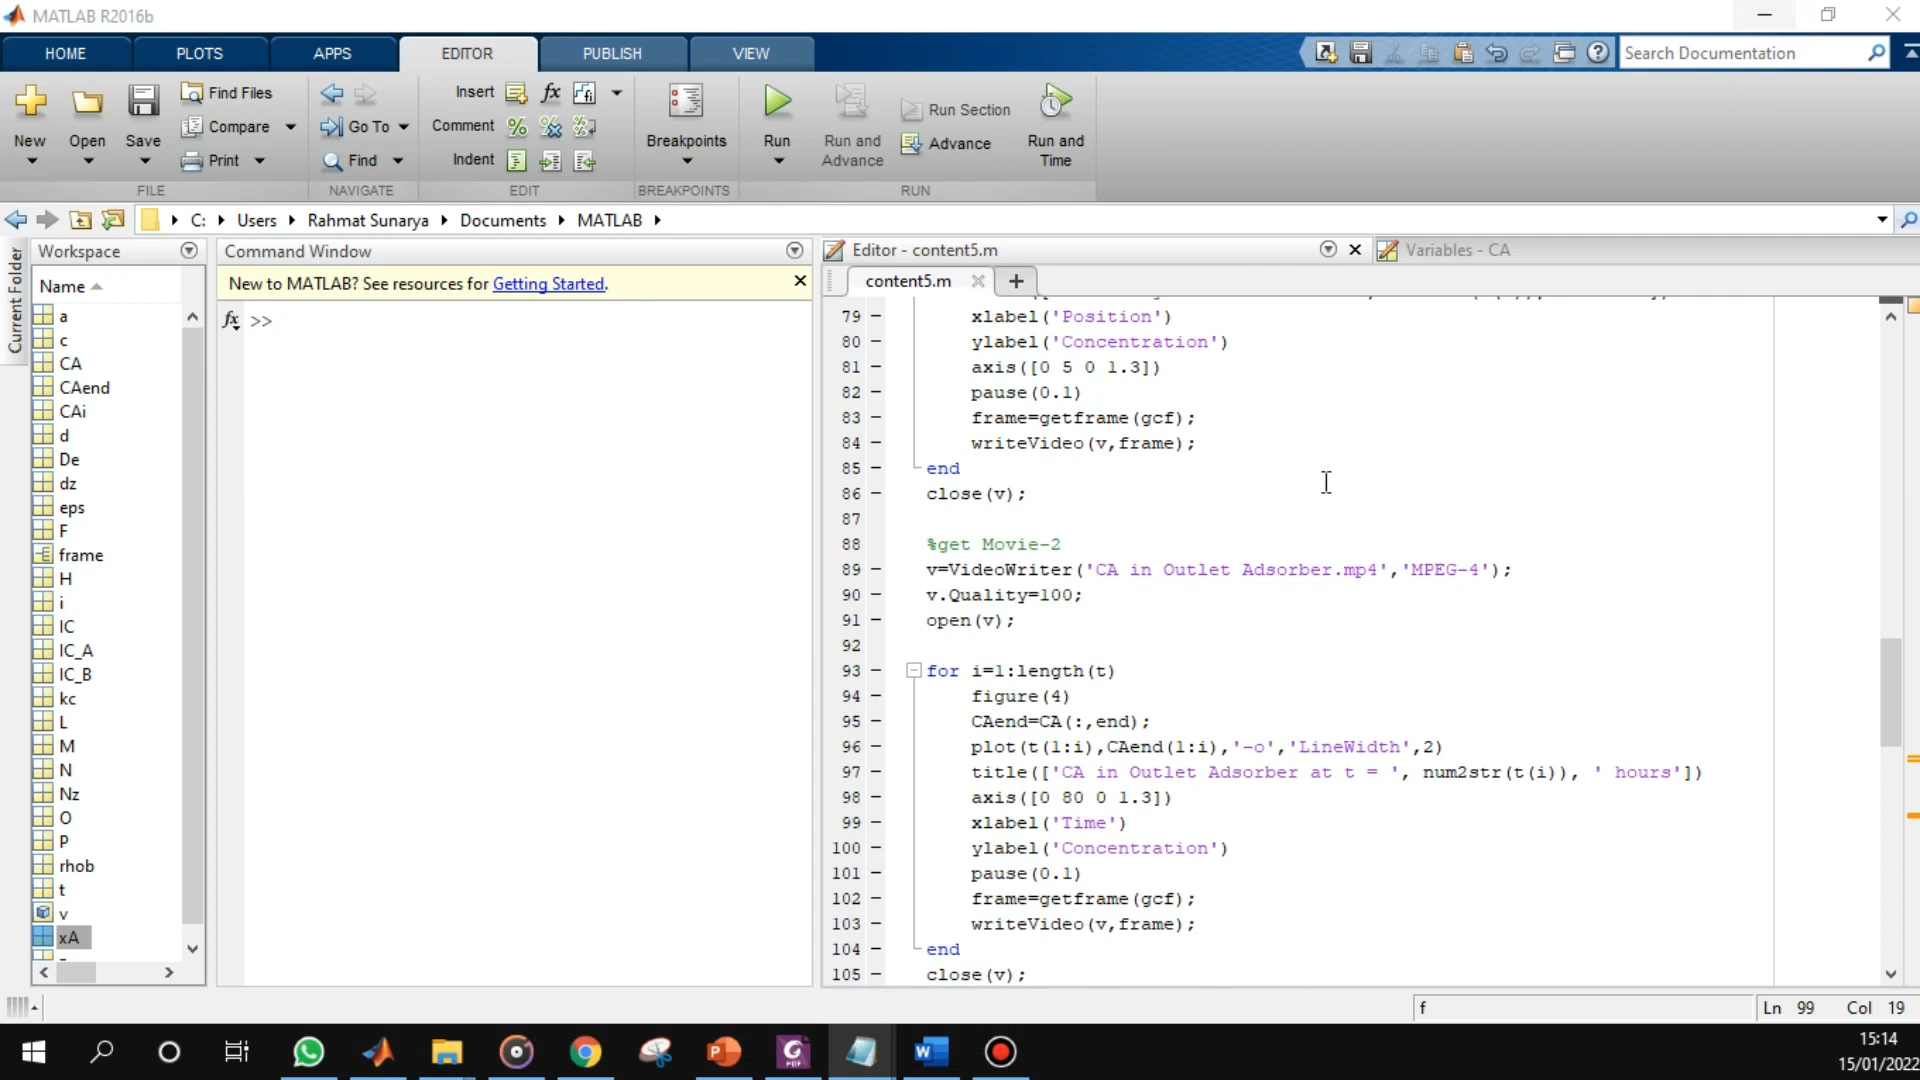 MATLAB R2016b
HOME PLOTS APPS EDITOR PUBLISH VIEW Search Documentation
New Open Save Find Files Compare Print
FILE
Go To Find
NAVIGATE
Insert fx
Comment
Indent
EDIT
Breakpoints
BREAKPOINTS
Run
Run and Advance
Run Section
Advance
Run and Time
RUN
C: Users Rahmat Sunarya Documents MATLAB
Current Folder
Workspace
Name
a
c
CA
CAend
CAi
d
De
dz
eps
F
frame
H
i
IC
IC_A
IC_B
kc
L
M
N
Nz
O
P
rhob
t
v
xA
Command Window
New to MATLAB? See resources for Getting Started.
fx >>
Editor - content5.m Variables - CA
content5.m
79 xlabel('Position')
80 ylabel('Concentration')
81 axis([0 5 0 1.3])
82 pause(0.1)
83 frame=getframe(gcf);
84 writeVideo(v,frame);
85 end
86 close(v);
87
88 %get Movie-2
89 v=VideoWriter('CA in Outlet Adsorber.mp4','MPEG-4');
90 v.Quality=100;
91 open(v);
92
93 for i=1:length(t)
94 figure(4)
95 CAend=CA(:,end);
96 plot(t(1:i),CAend(1:i),'-o','LineWidth',2)
97 title(['CA in Outlet Adsorber at t = ', num2str(t(i)), ' hours'])
98 axis([0 80 0 1.3])
99 xlabel('Time')
100 ylabel('Concentration')
101 pause(0.1)
102 frame=getframe(gcf);
103 writeVideo(v,frame);
104 end
105 close(v);
f Ln 99 Col 19
15:14
15/01/2022